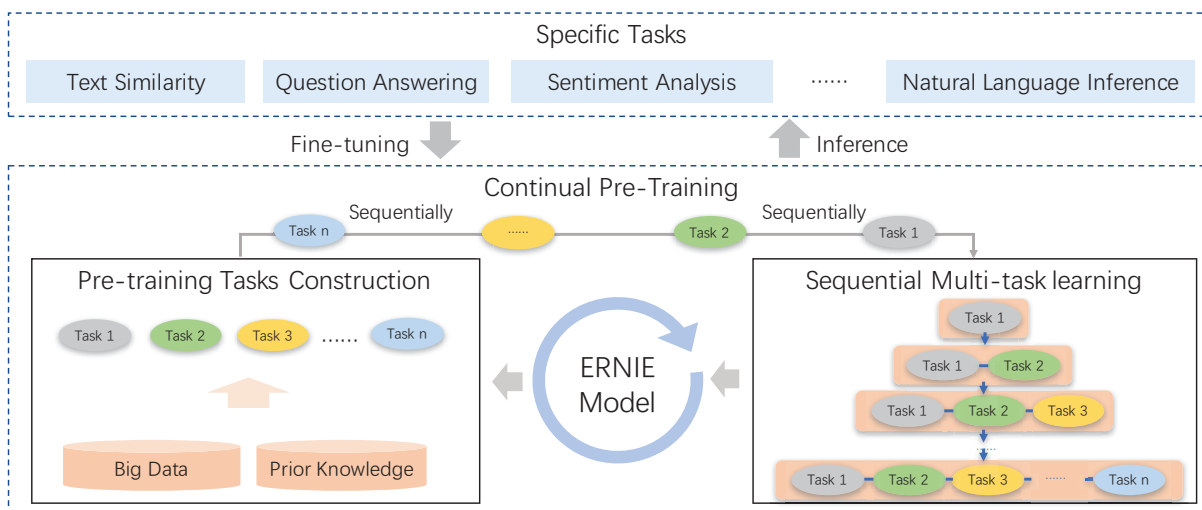 Specific Tasks
Text Similarity
Question Answering
Sentiment Analysis
......
Natural Language Inference
Fine-tuning
Inference
Continual Pre-Training
Sequentially
Sequentially
Task n
......
Task 2
Task 1
Pre-training Tasks Construction
Task 1
Task 2
Task 3
......
Task n
Big Data
Prior Knowledge
ERNIE
Model
Sequential Multi-task learning
Task 1
Task 1
Task 2
Task 1
Task 2
Task 3
......
Task 1
Task 2
Task 3
......
Task n